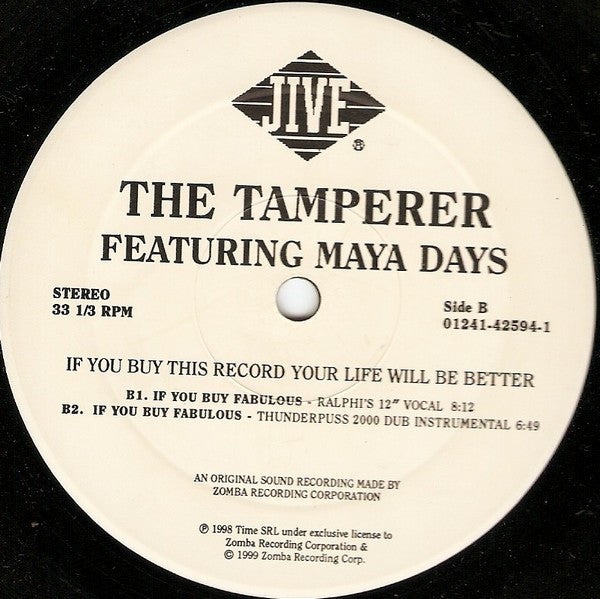 JIVE
®
THE TAMPERER
FEATURING MAYA DAYS
STEREO
33 1/3 RPM
Side B
01241-42594-1
IF YOU BUY THIS RECORD YOUR LIFE WILL BE BETTER
B1. IF YOU BUY FABULOUS - RALPHI'S 12" VOCAL 8:12
B2. IF YOU BUY FABULOUS - THUNDERPUSS 2000 DUB INSTRUMENTAL 6:49
AN ORIGINAL SOUND RECORDING MADE BY
ZOMBA RECORDING CORPORATION
℗ 1998 Time SRL under exclusive license to
Zomba Recording Corporation &
© 1999 Zomba Recording Corp.